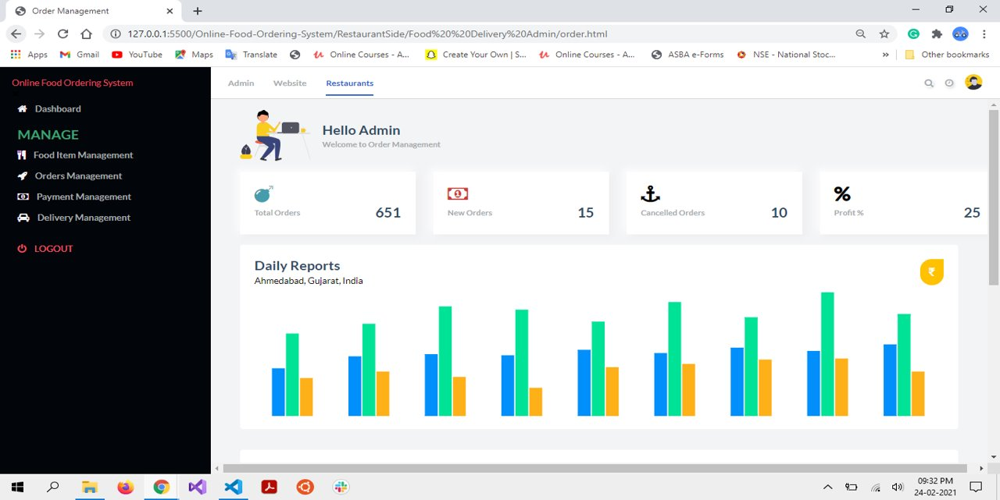 Order Management
127.0.0.1:5500/Online-Food-Ordering-System/RestaurantSide/Food%20%20Delivery%20Admin/order.html
Apps Gmail YouTube Maps Translate Online Courses - A... Create Your Own | S... Online Courses - A... ASBA e-Forms NSE - National Stoc... » Other bookmarks
Online Food Ordering System
Admin Website Restaurants
Dashboard
MANAGE
Food Item Management
Orders Management
Payment Management
Delivery Management
LOGOUT
Hello Admin
Welcome to Order Management
Total Orders 651
New Orders 15
Cancelled Orders 10
%
Profit % 25
Daily Reports
Ahmedabad, Gujarat, India
₹
09:32 PM
24-02-2021